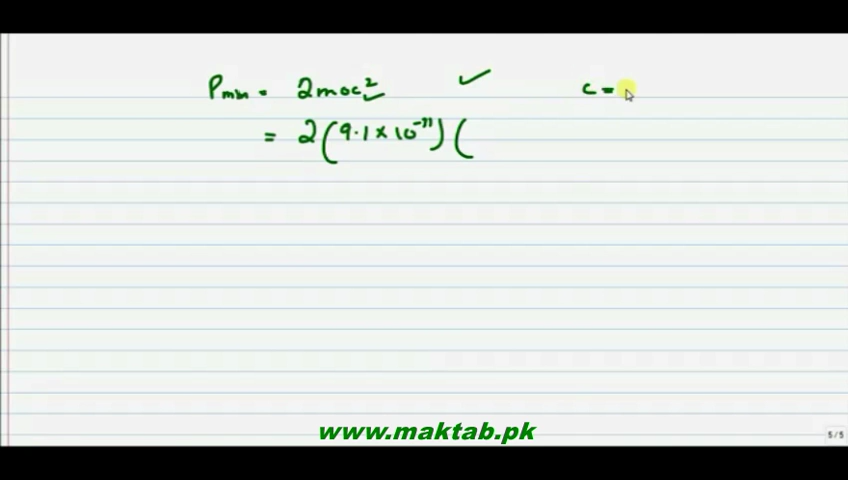 Pmin = 2moc² c =
= 2(9.1×10⁻³¹)(
www.maktab.pk
5/5